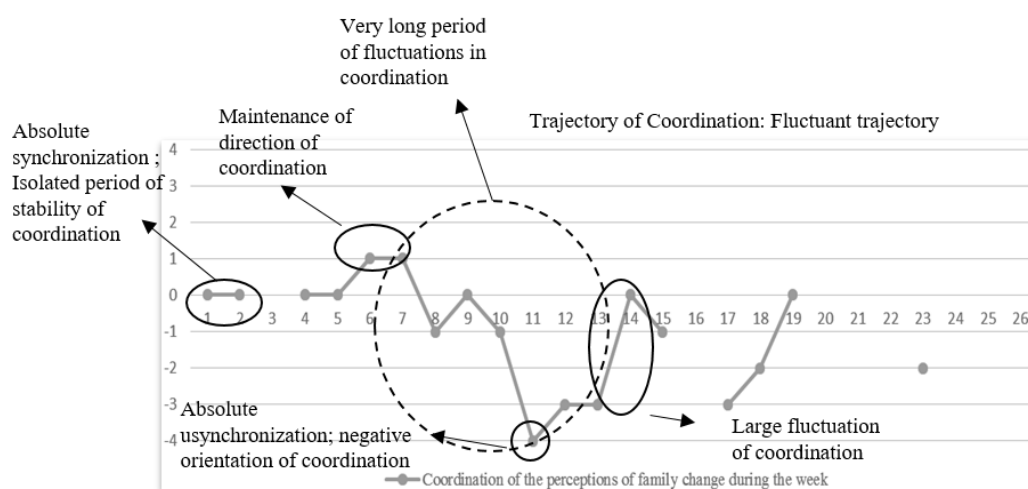 Very long period
of fluctuations in
coordination
Maintenance of
direction of
coordination
Trajectory of Coordination: Fluctuant trajectory
Absolute
synchronization ;
Isolated period of
stability of
coordination
4
3
2
1
0
-1
-2
-3
-4
1 2 3 4 5 6 7 8 9 10 11 12 13 14 15 16 17 18 19 20 21 22 23 24 25 26
Absolute
usynchronization; negative
orientation of coordination
Large fluctuation
of coordination
Coordination of the perceptions of family change during the week